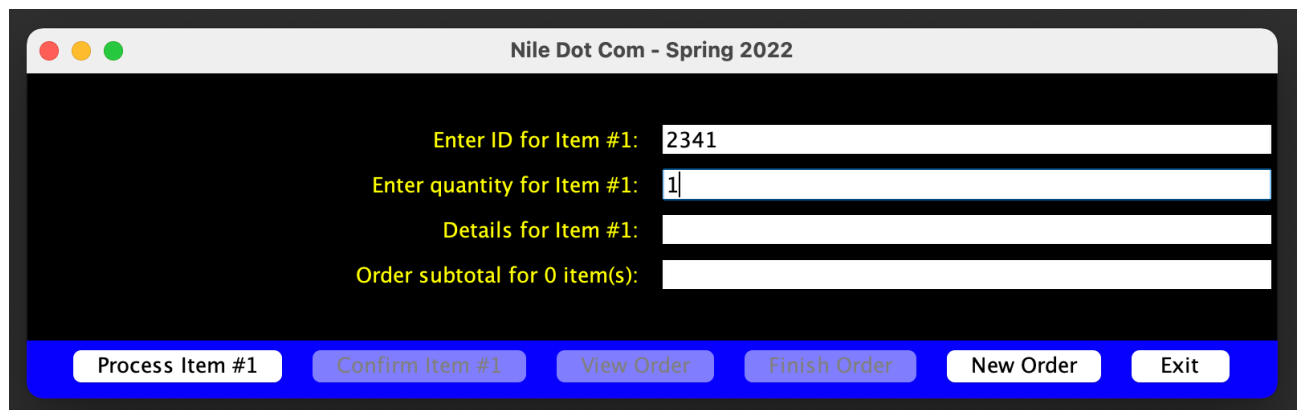 Nile Dot Com - Spring 2022
Enter ID for Item #1: 2341
Enter quantity for Item #1: 1
Details for Item #1:
Order subtotal for 0 item(s):
Process Item #1 Confirm Item #1 View Order Finish Order New Order Exit